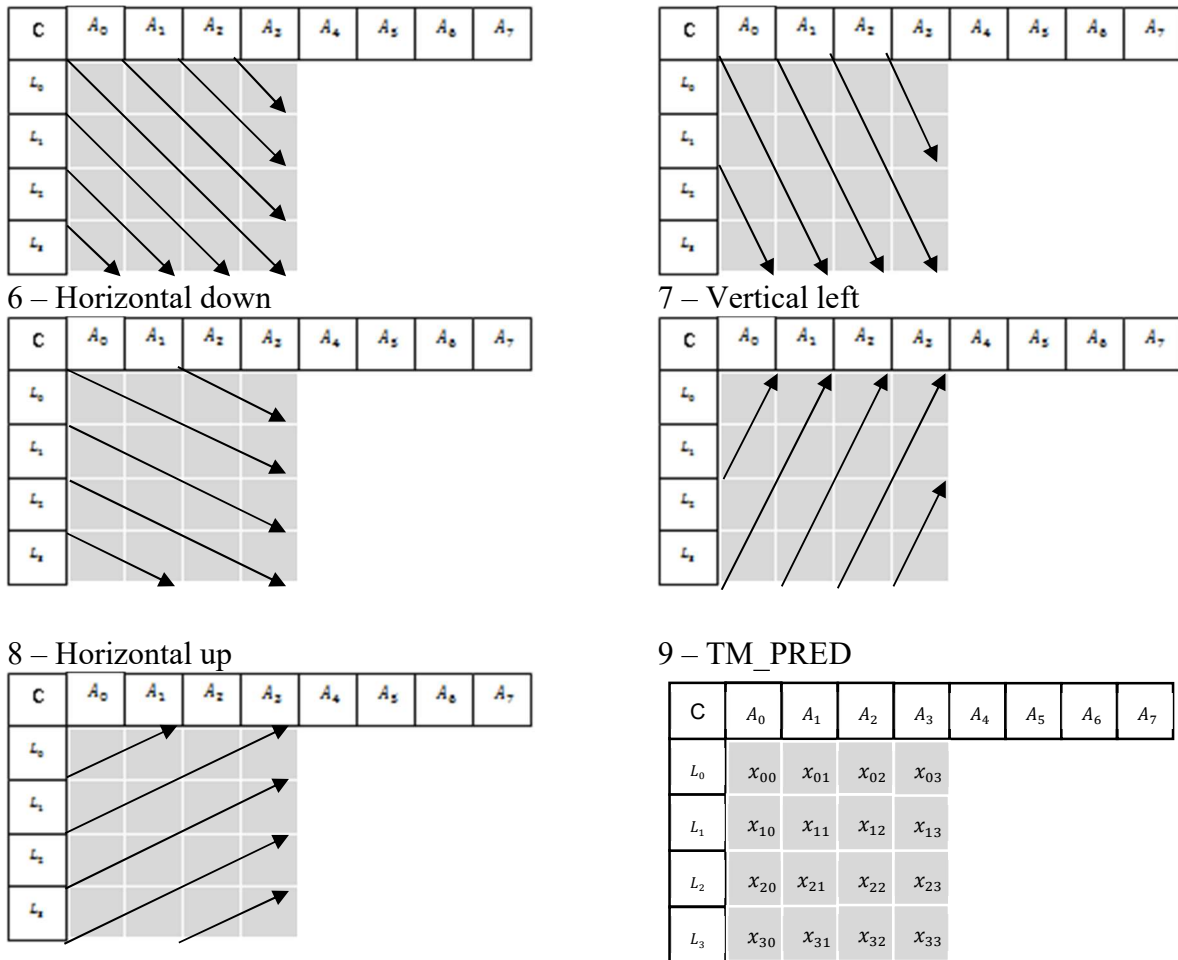 C A₀ A₁ A₂ A₃ A₄ A₅ A₆ A₇
L₀
L₁
L₂
L₃
C A₀ A₁ A₂ A₃ A₄ A₅ A₆ A₇
L₀
L₁
L₂
L₃
6 – Horizontal down
C A₀ A₁ A₂ A₃ A₄ A₅ A₆ A₇
L₀
L₁
L₂
L₃
7 – Vertical left
C A₀ A₁ A₂ A₃ A₄ A₅ A₆ A₇
L₀
L₁
L₂
L₃
8 – Horizontal up
C A₀ A₁ A₂ A₃ A₄ A₅ A₆ A₇
L₀
L₁
L₂
L₃
9 – TM_PRED
C A₀ A₁ A₂ A₃ A₄ A₅ A₆ A₇
L₀ x₀₀ x₀₁ x₀₂ x₀₃
L₁ x₁₀ x₁₁ x₁₂ x₁₃
L₂ x₂₀ x₂₁ x₂₂ x₂₃
L₃ x₃₀ x₃₁ x₃₂ x₃₃